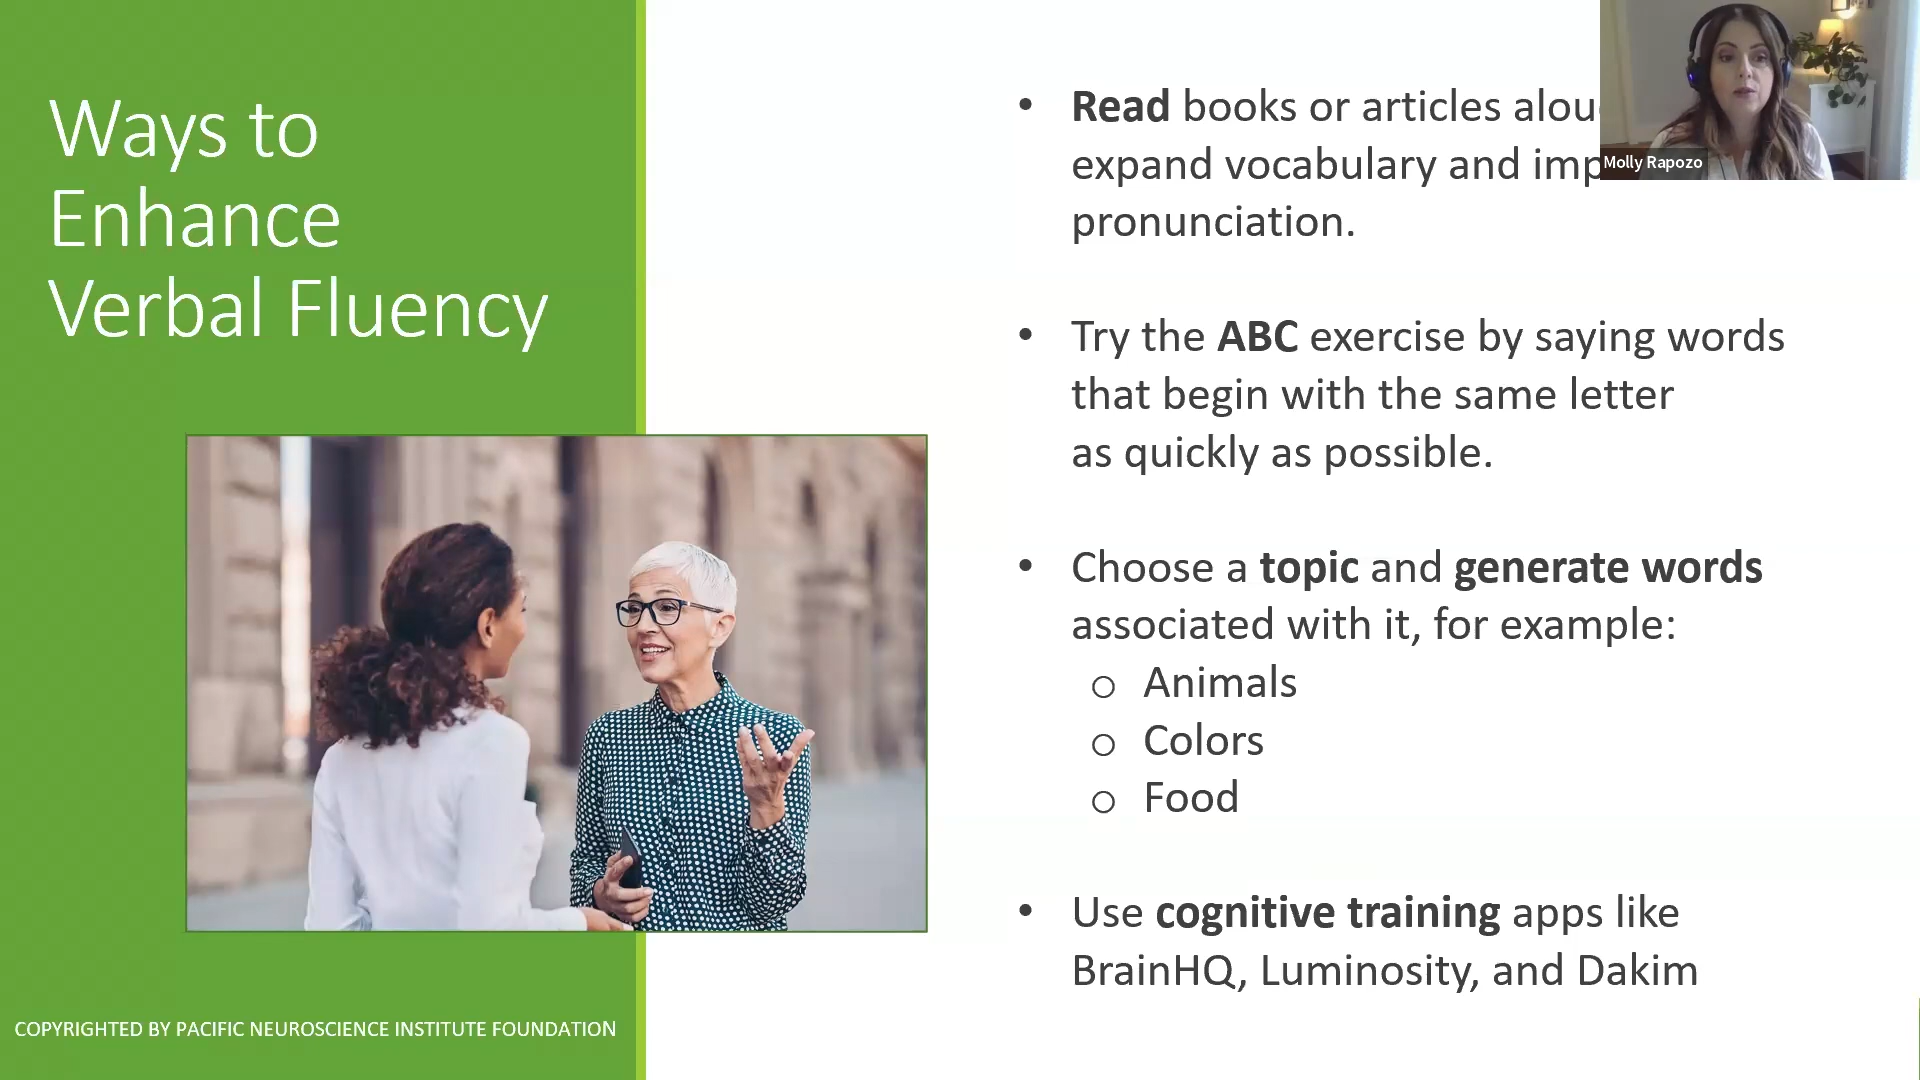 Ways to
Enhance
Verbal Fluency
Read books or articles
expand vocabulary and
pronunciation.
Molly Rapozo
Try the ABC exercise by saying words
that begin with the same letter
as quickly as possible.
Choose a topic and generate words
associated with it, for example:
Animals
Colors
Food
Use cognitive training apps like
BrainHQ, Luminosity, and Dakim
COPYRIGHTED BY PACIFIC NEUROSCIENCE INSTITUTE FOUNDATION